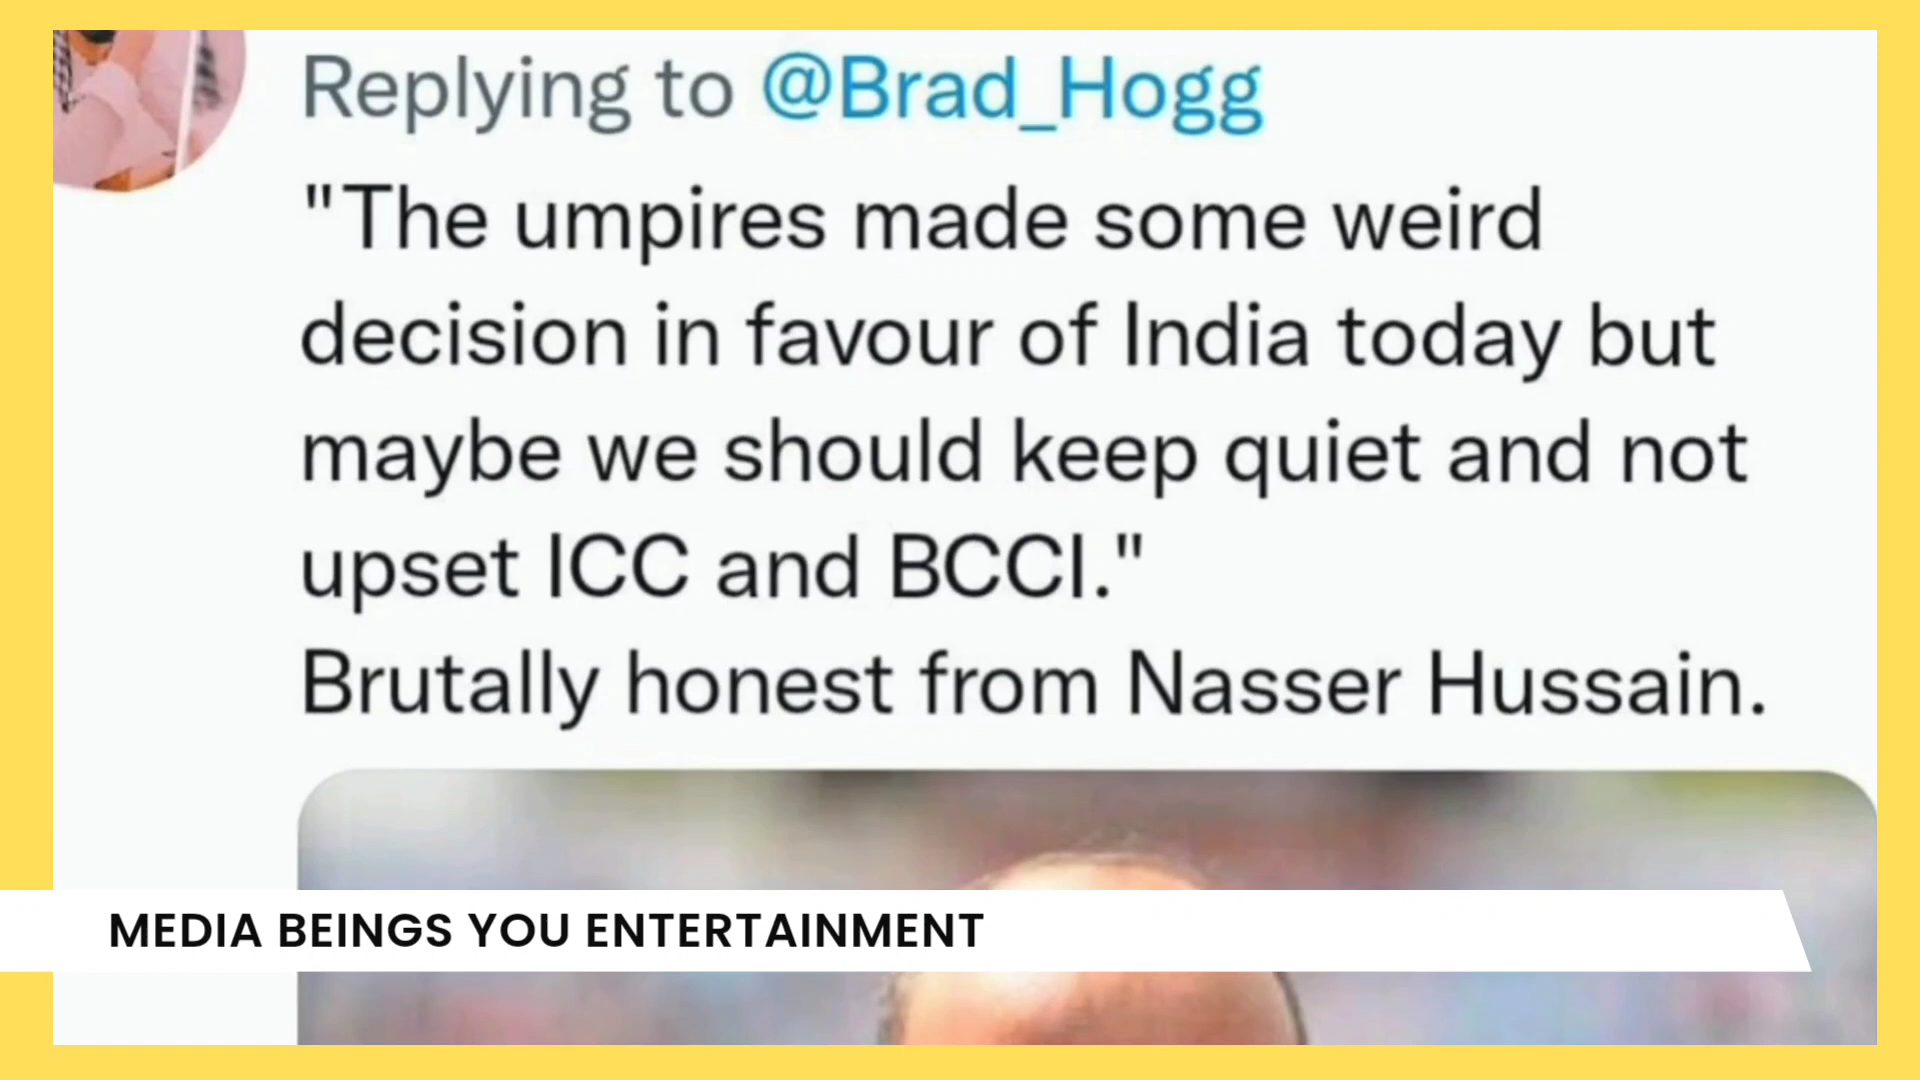 Replying to @Brad_Hogg
"The umpires made some weird
decision in favour of India today but
maybe we should keep quiet and not
upset ICC and BCCI."
Brutally honest from Nasser Hussain.
MEDIA BEINGS YOU ENTERTAINMENT